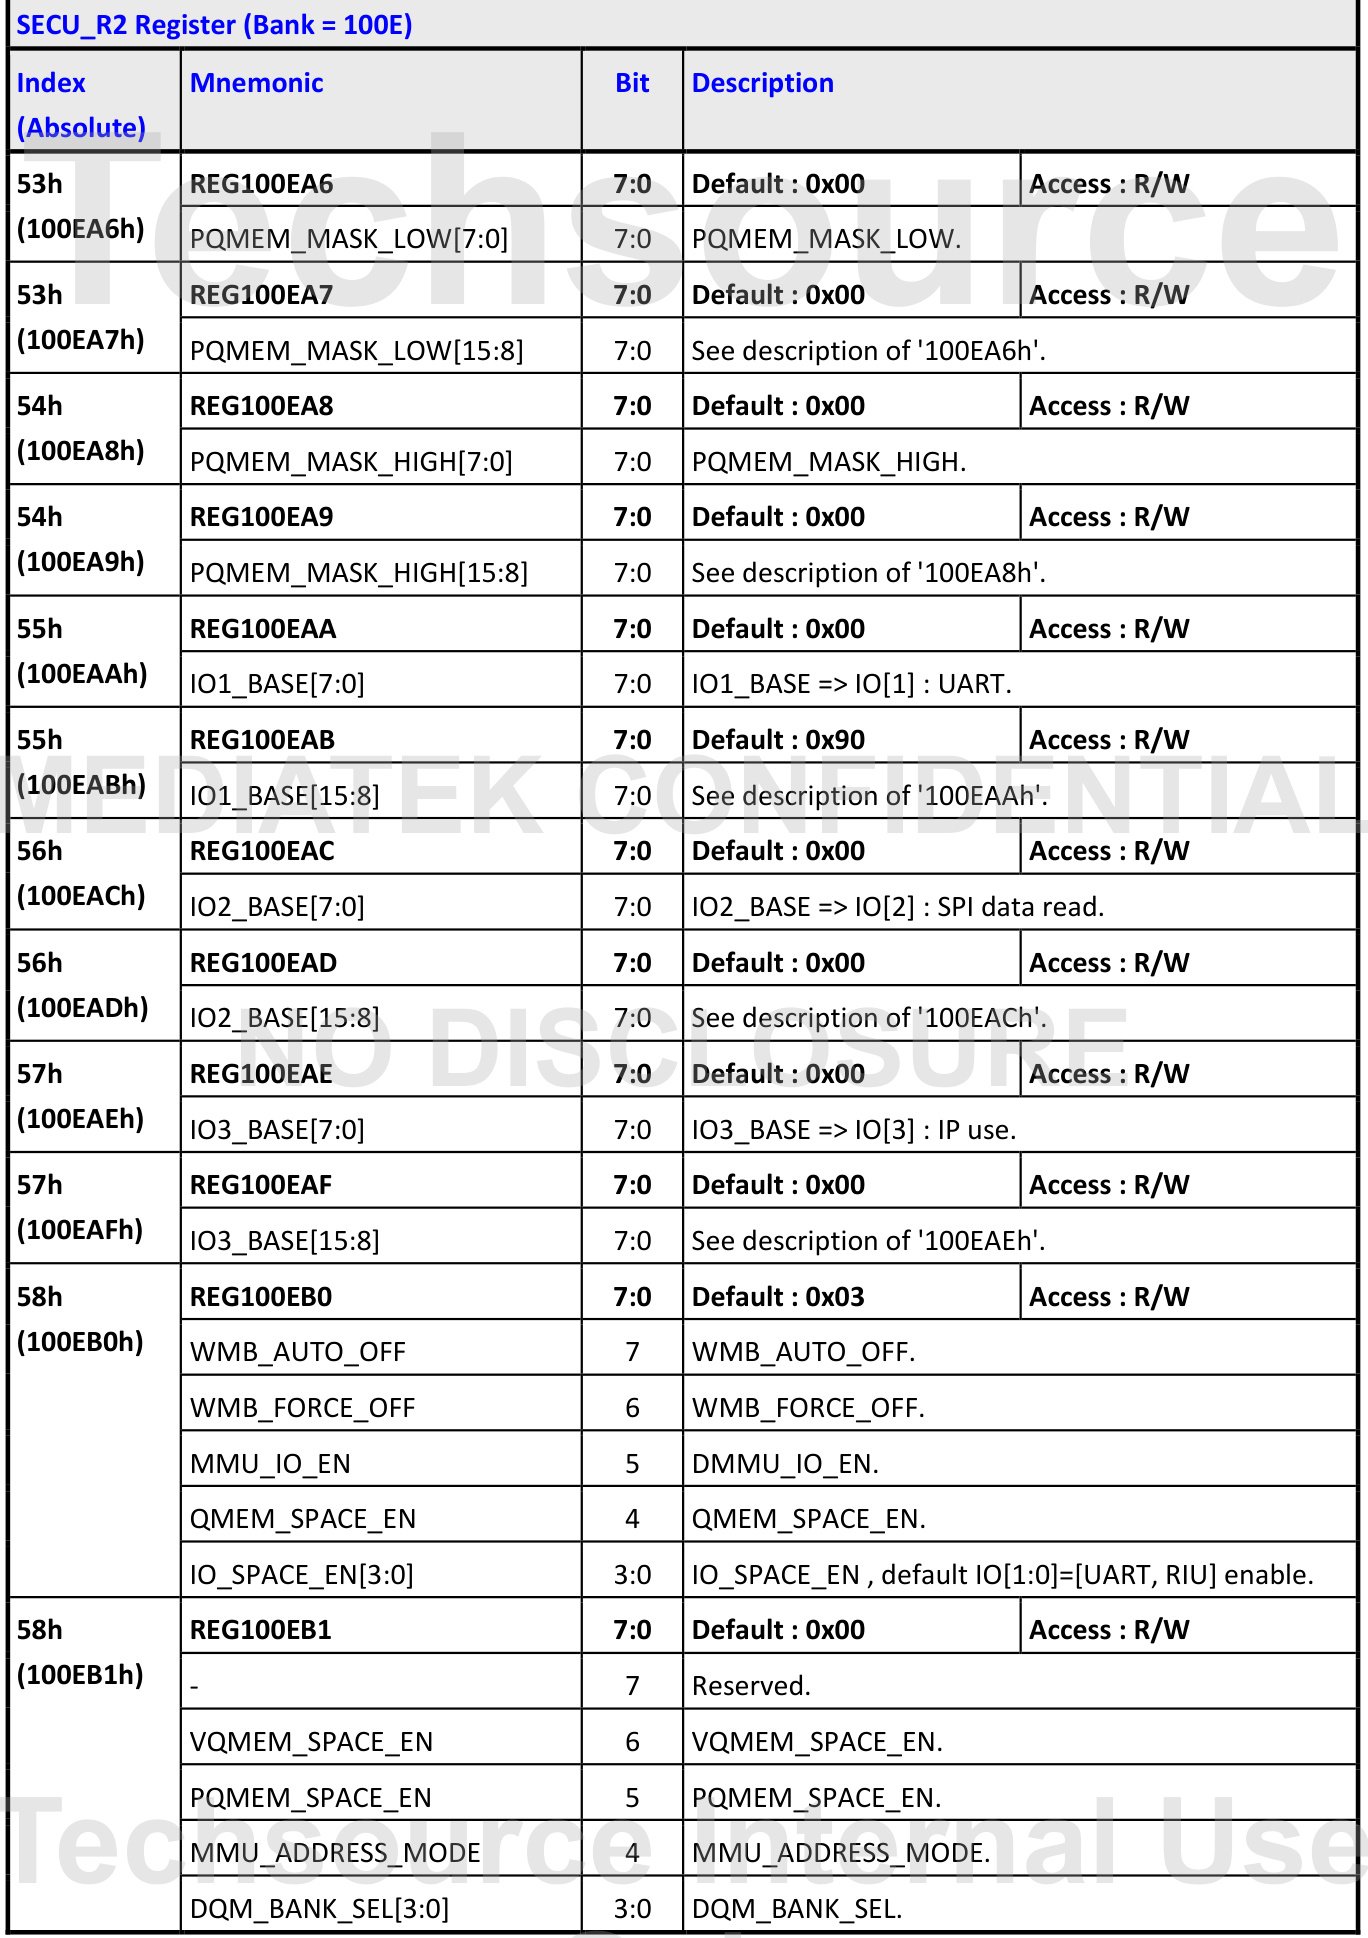 SECU_R2 Register (Bank = 100E)
Index Mnemonic Bit Description
(Absolute)
53h REG100EA6 7:0 Default : 0x00 Access : R/W
(100EA6h) PQMEM_MASK_LOW[7:0] 7:0 PQMEM_MASK_LOW.
Techsource
53h REG100EA7 7:0 Default : 0x00 Access : R/W
(100EA7h) PQMEM_MASK_LOW[15:8] 7:0 See description of '100EA6h'.
54h REG100EA8 7:0 Default : 0x00 Access : R/W
(100EA8h) PQMEM_MASK_HIGH[7:0] 7:0 PQMEM_MASK_HIGH.
54h REG100EA9 7:0 Default : 0x00 Access : R/W
(100EA9h) PQMEM_MASK_HIGH[15:8] 7:0 See description of '100EA8h'.
55h REG100EAA 7:0 Default : 0x00 Access : R/W
(100EAAh) IO1_BASE[7:0] 7:0 IO1_BASE => IO[1] : UART.
55h REG100EAB 7:0 Default : 0x90 Access : R/W
(100EABh) IO1_BASE[15:8] 7:0 See description of '100EAAh'.
MEDIATEK CONFIDENTIAL
56h REG100EAC 7:0 Default : 0x00 Access : R/W
(100EACh) IO2_BASE[7:0] 7:0 IO2_BASE => IO[2] : SPI data read.
56h REG100EAD 7:0 Default : 0x00 Access : R/W
(100EADh) IO2_BASE[15:8] 7:0 See description of '100EACh'.
NO DISCLOSURE
57h REG100EAE 7:0 Default : 0x00 Access : R/W
(100EAEh) IO3_BASE[7:0] 7:0 IO3_BASE => IO[3] : IP use.
57h REG100EAF 7:0 Default : 0x00 Access : R/W
(100EAFh) IO3_BASE[15:8] 7:0 See description of '100EAEh'.
58h REG100EB0 7:0 Default : 0x03 Access : R/W
(100EB0h) WMB_AUTO_OFF 7 WMB_AUTO_OFF.
WMB_FORCE_OFF 6 WMB_FORCE_OFF.
MMU_IO_EN 5 DMMU_IO_EN.
QMEM_SPACE_EN 4 QMEM_SPACE_EN.
IO_SPACE_EN[3:0] 3:0 IO_SPACE_EN , default IO[1:0]=[UART, RIU] enable.
58h REG100EB1 7:0 Default : 0x00 Access : R/W
(100EB1h) - 7 Reserved.
VQMEM_SPACE_EN 6 VQMEM_SPACE_EN.
PQMEM_SPACE_EN 5 PQMEM_SPACE_EN.
Techsource Internal Use
MMU_ADDRESS_MODE 4 MMU_ADDRESS_MODE.
DQM_BANK_SEL[3:0] 3:0 DQM_BANK_SEL.